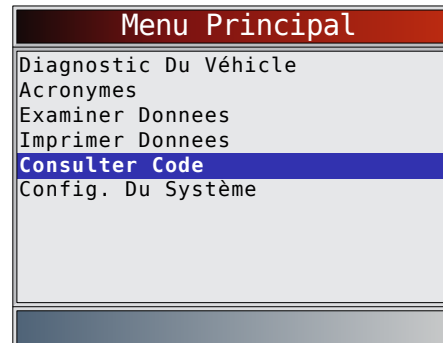 Menu Principal
Diagnostic Du Véhicle
Acronymes
Examiner Donnees
Imprimer Donnees
Consulter Code
Config. Du Système